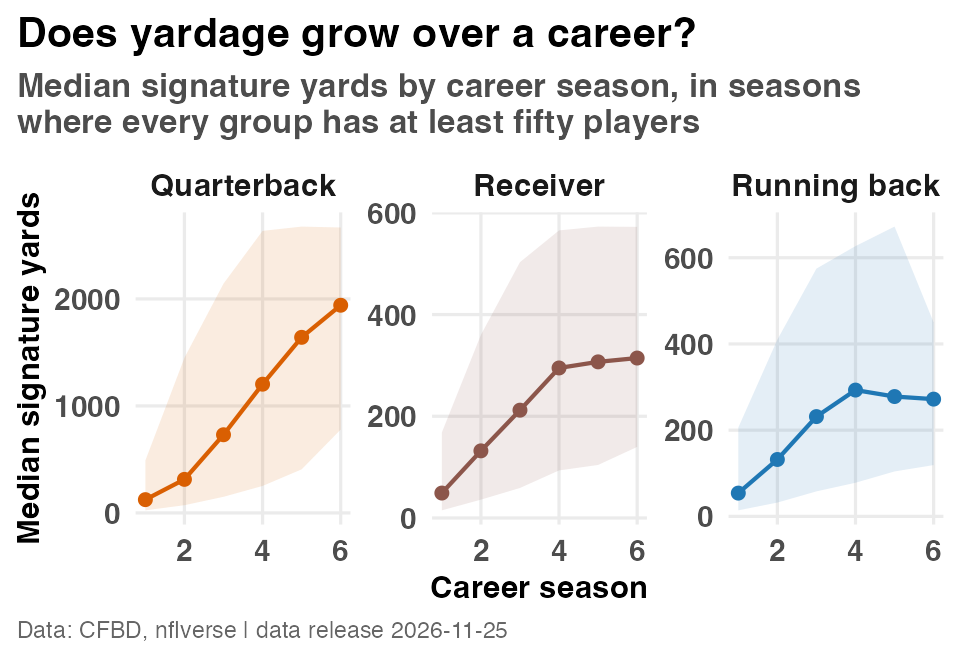 Does yardage grow over a career?
Median signature yards by career season, in seasons
where every group has at least fifty players
Quarterback
Receiver
Running back
Median signature yards
2000
1000
0
2
4
6
600
400
200
0
2
4
6
600
400
200
0
2
4
6
Career season
Data: CFBD, nflverse | data release 2026-11-25